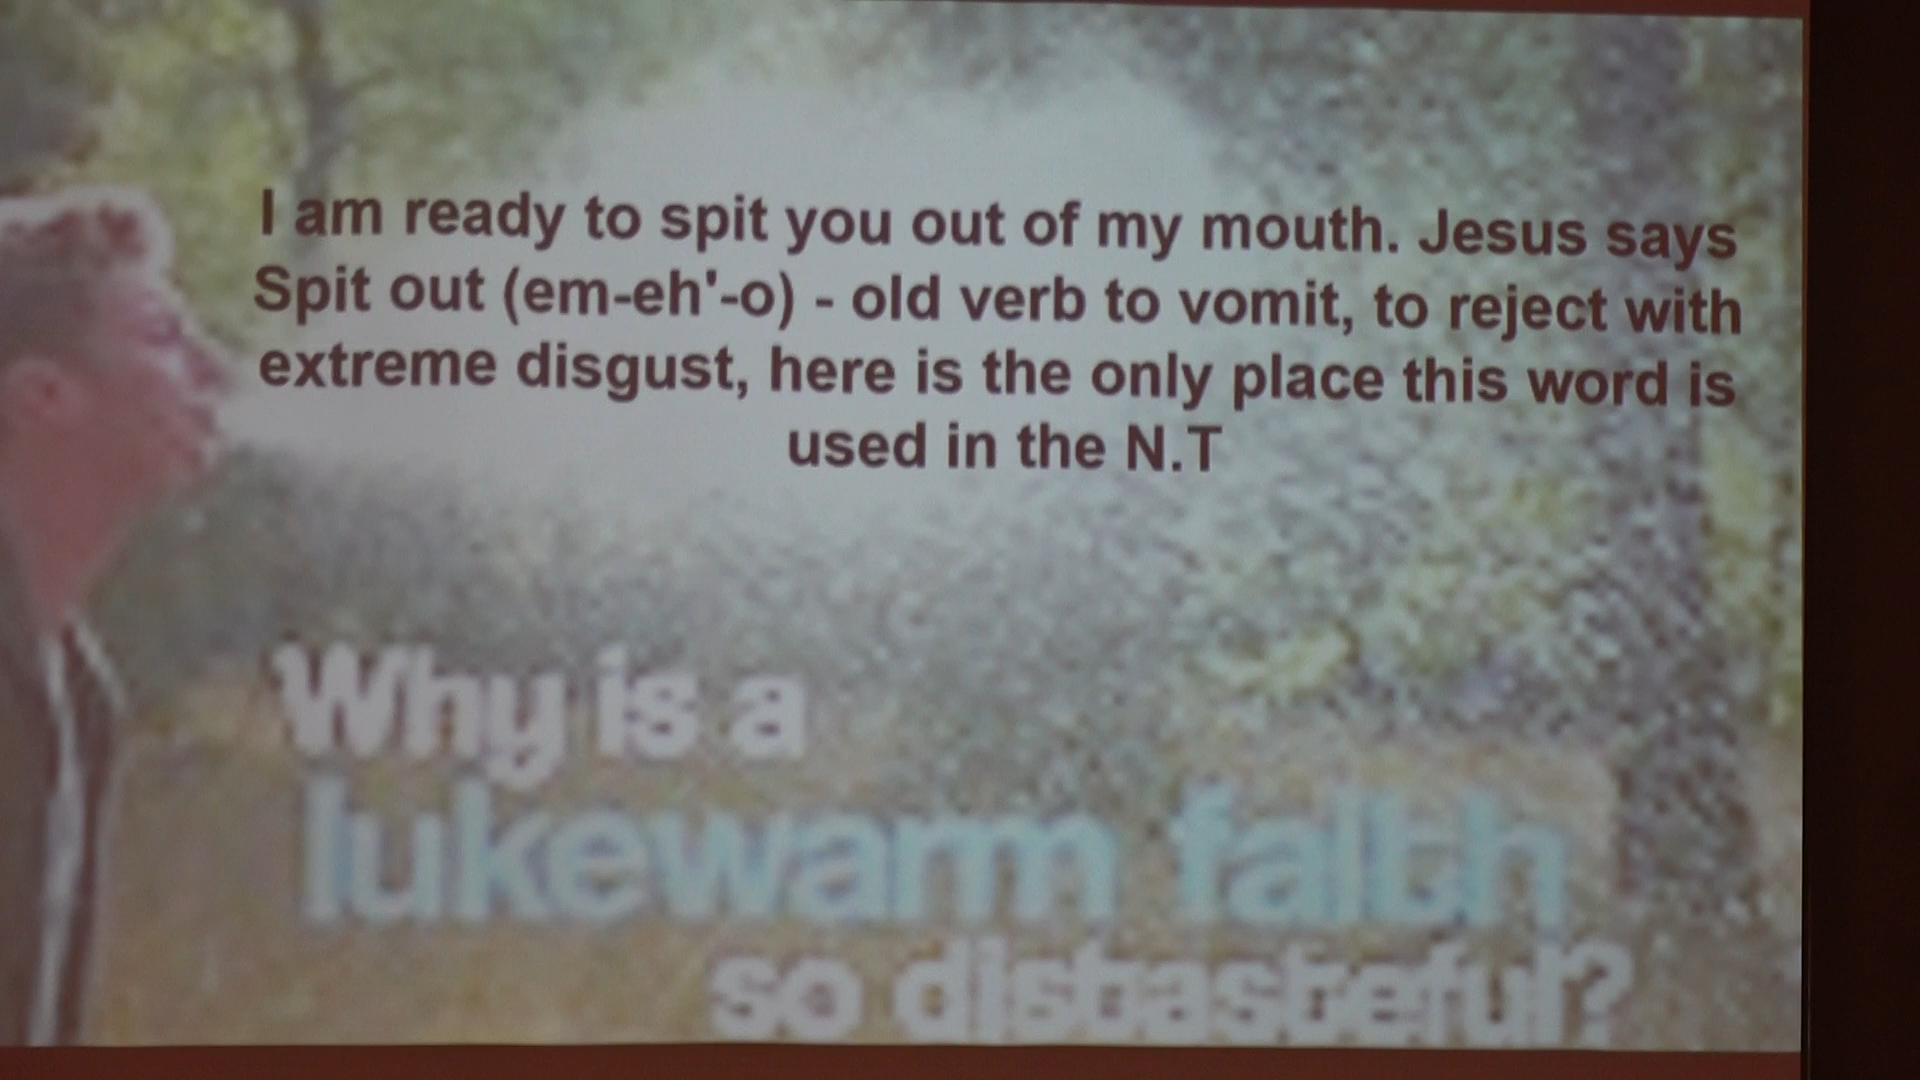 I am ready to spit you out of my mouth. Jesus says
Spit out (em-eh'-o) - old verb to vomit, to reject with
extreme disgust, here is the only place this word is
used in the N.T
Why is a
lukewarm faith
so distasteful?